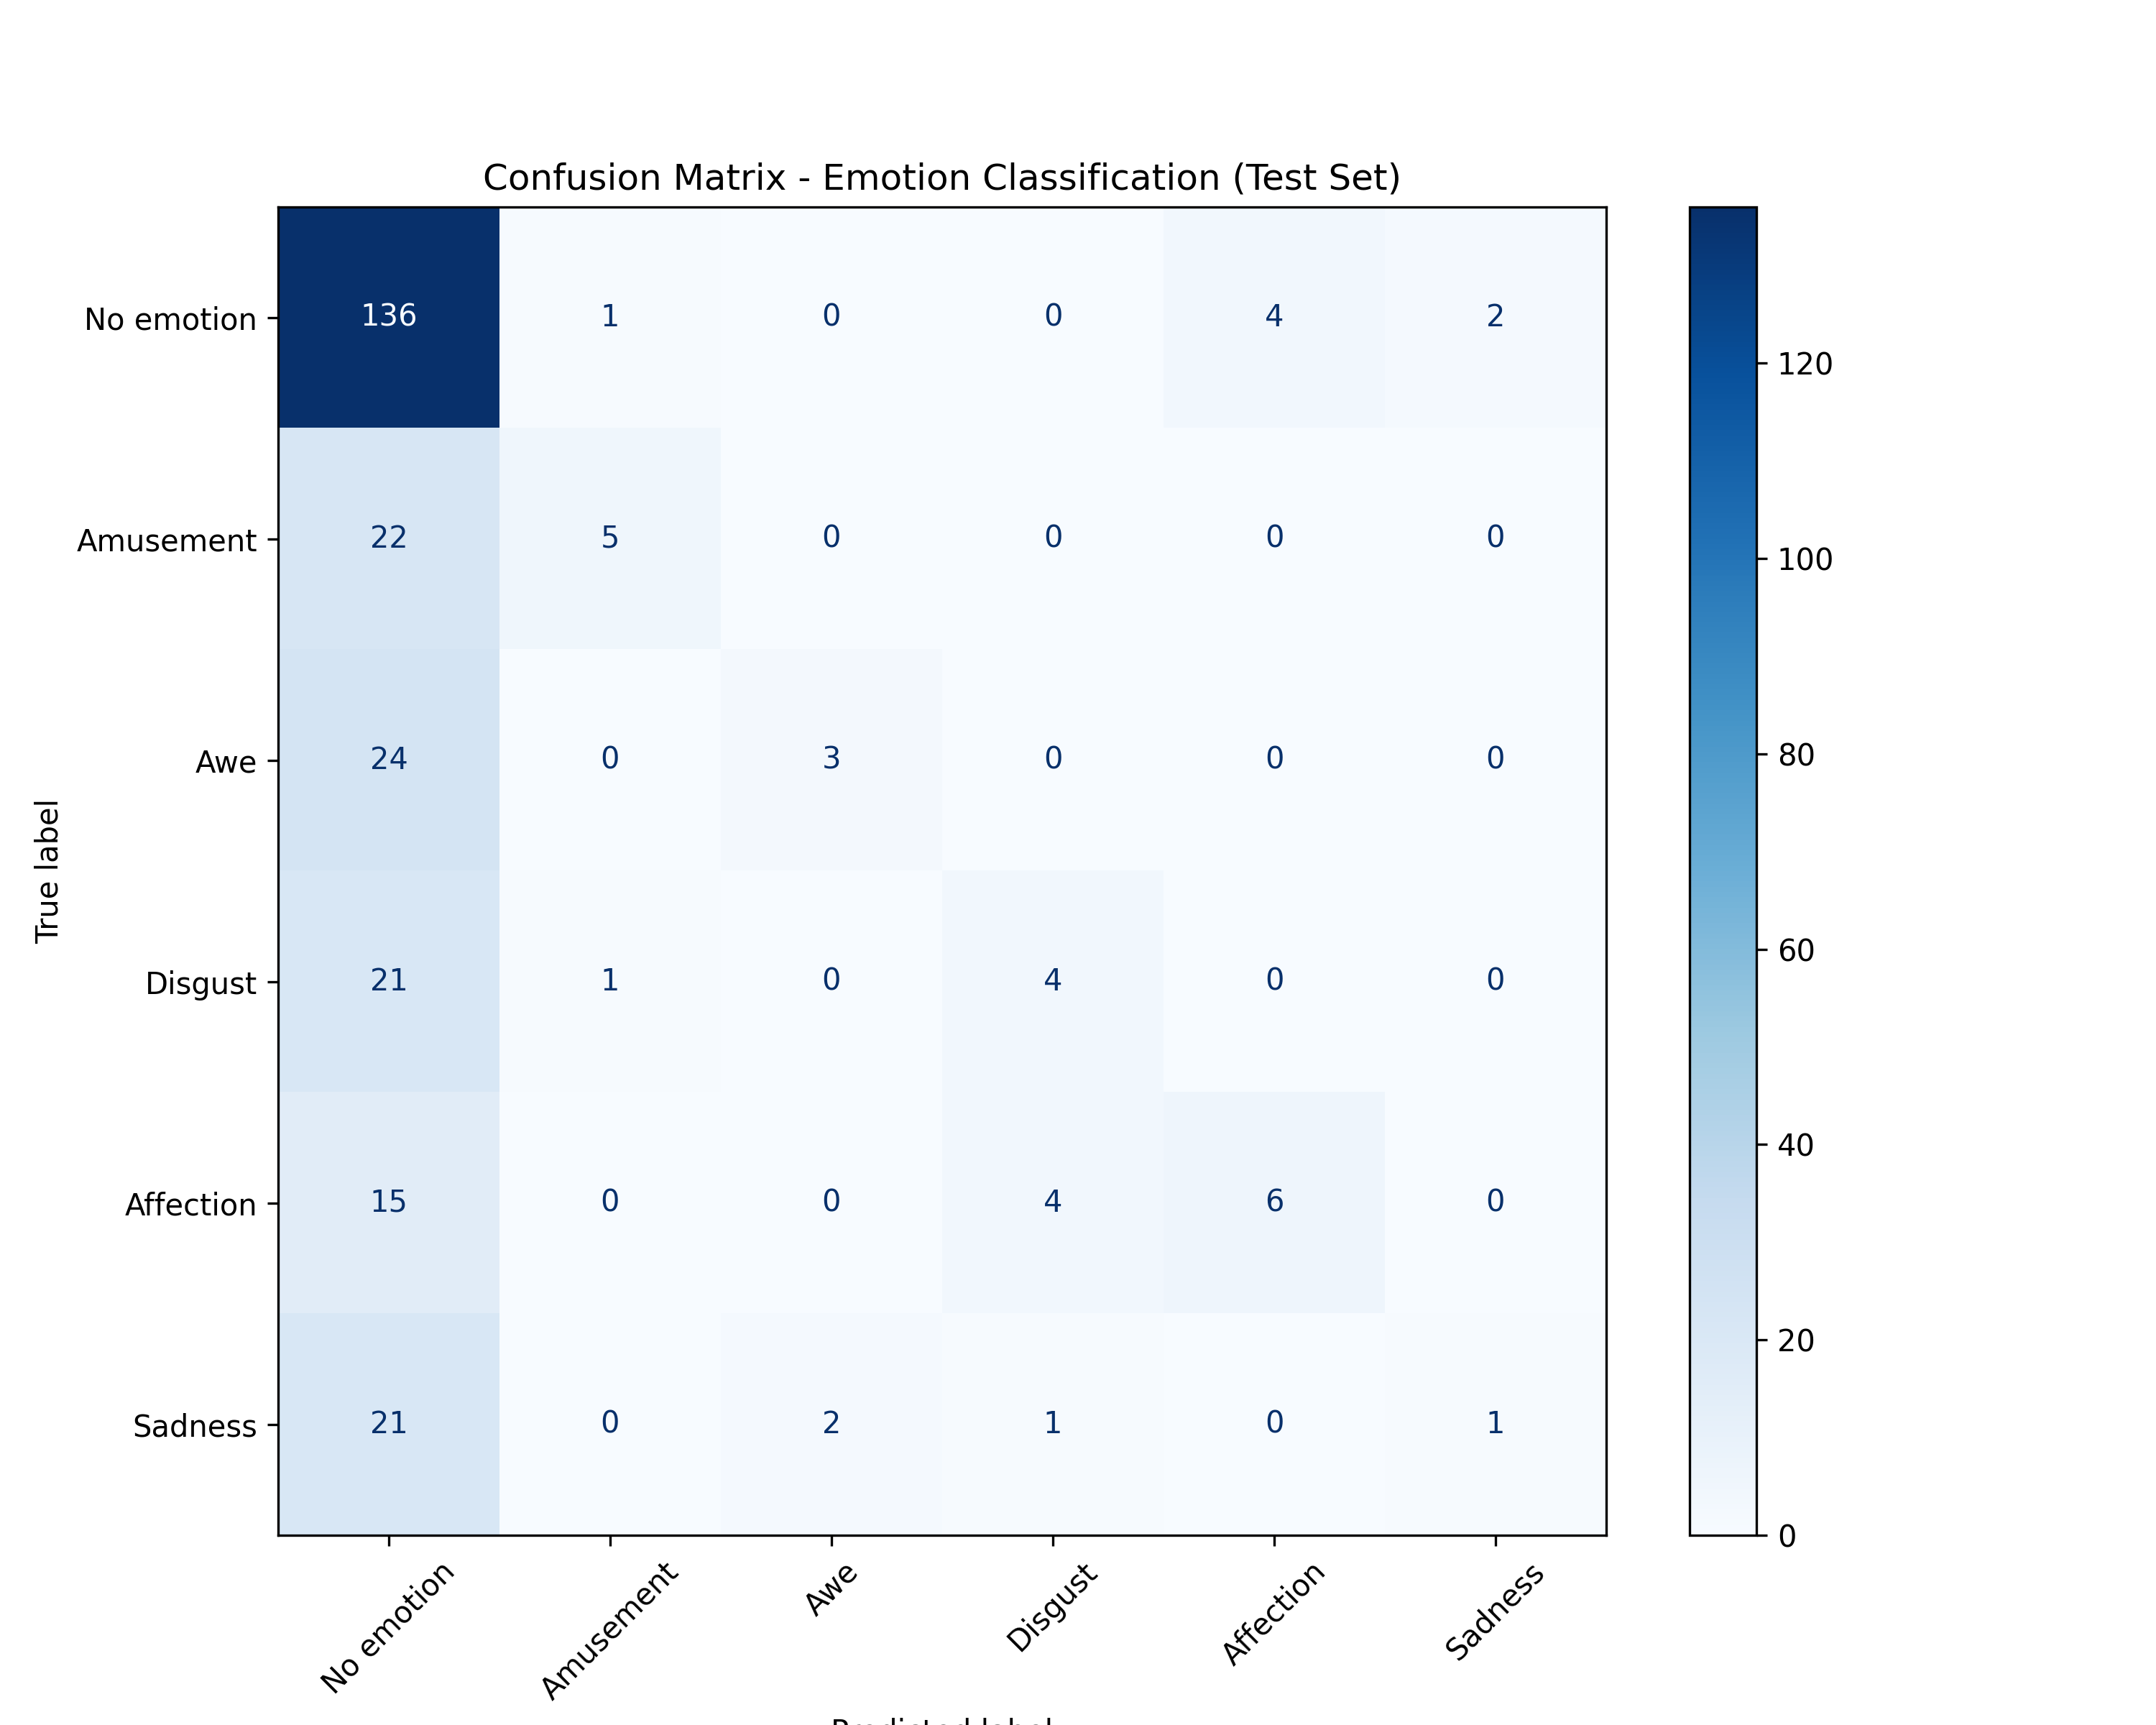 Confusion Matrix - Emotion Classification (Test Set)
No emotion 136 1 0 0 4 2
Amusement 22 5 0 0 0 0
Awe 24 0 3 0 0 0
Disgust 21 1 0 4 0 0
Affection 15 0 0 4 6 0
Sadness 21 0 2 1 0 1
True label
No emotion Amusement Awe Disgust Affection Sadness
Predicted label
120
100
80
60
40
20
0